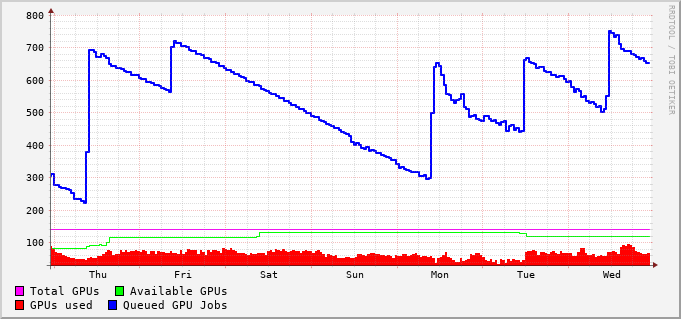 800
700
600
500
400
300
200
100
Thu Fri Sat Sun Mon Tue Wed
Total GPUs Available GPUs
GPUs used Queued GPU Jobs
RRDTOOL / TOBI OETIKER